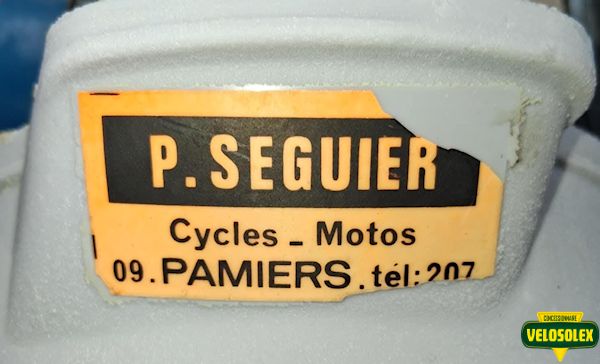 P. SEGUIER
Cycles - Motos
09. PAMIERS. tél: 207
CONCESSIONNAIRE
VELOSOLEX